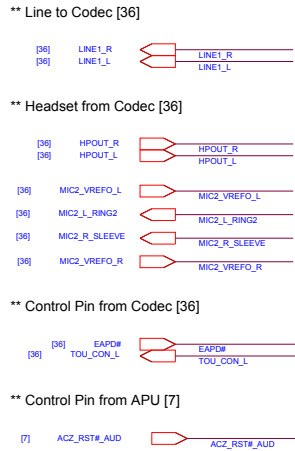 ** Line to Codec [36]
[36] LINE1_R LINE1_R
[36] LINE1_L LINE1_L
** Headset from Codec [36]
[36] HPOUT_R HPOUT_R
[36] HPOUT_L HPOUT_L
[36] MIC2_VREFO_L MIC2_VREFO_L
[36] MIC2_L_RING2 MIC2_L_RING2
[36] MIC2_R_SLEEVE MIC2_R_SLEEVE
[36] MIC2_VREFO_R MIC2_VREFO_R
** Control Pin from Codec [36]
[36] EAPD# EAPD#
[36] TOU_CON_L TOU_CON_L
** Control Pin from APU [7]
[7] ACZ_RST#_AUD ACZ_RST#_AUD